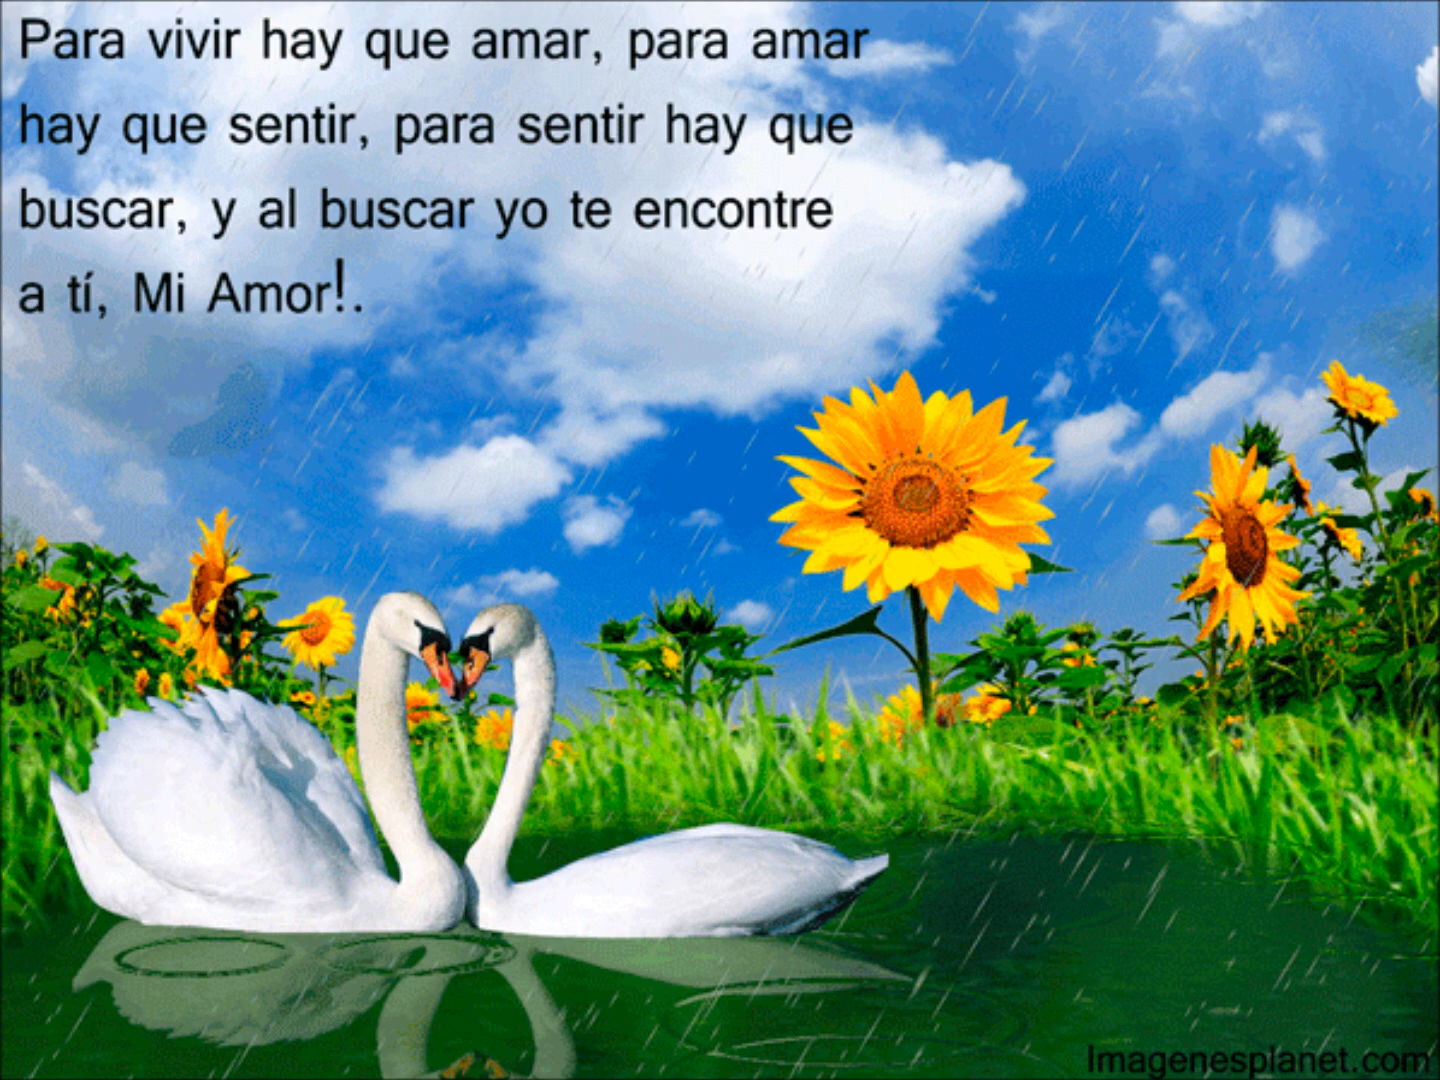 Para vivir hay que amar, para amar
hay que sentir, para sentir hay que
buscar, y al buscar yo te encontre
a tí, Mi Amor!.
Imagenesplanet.com